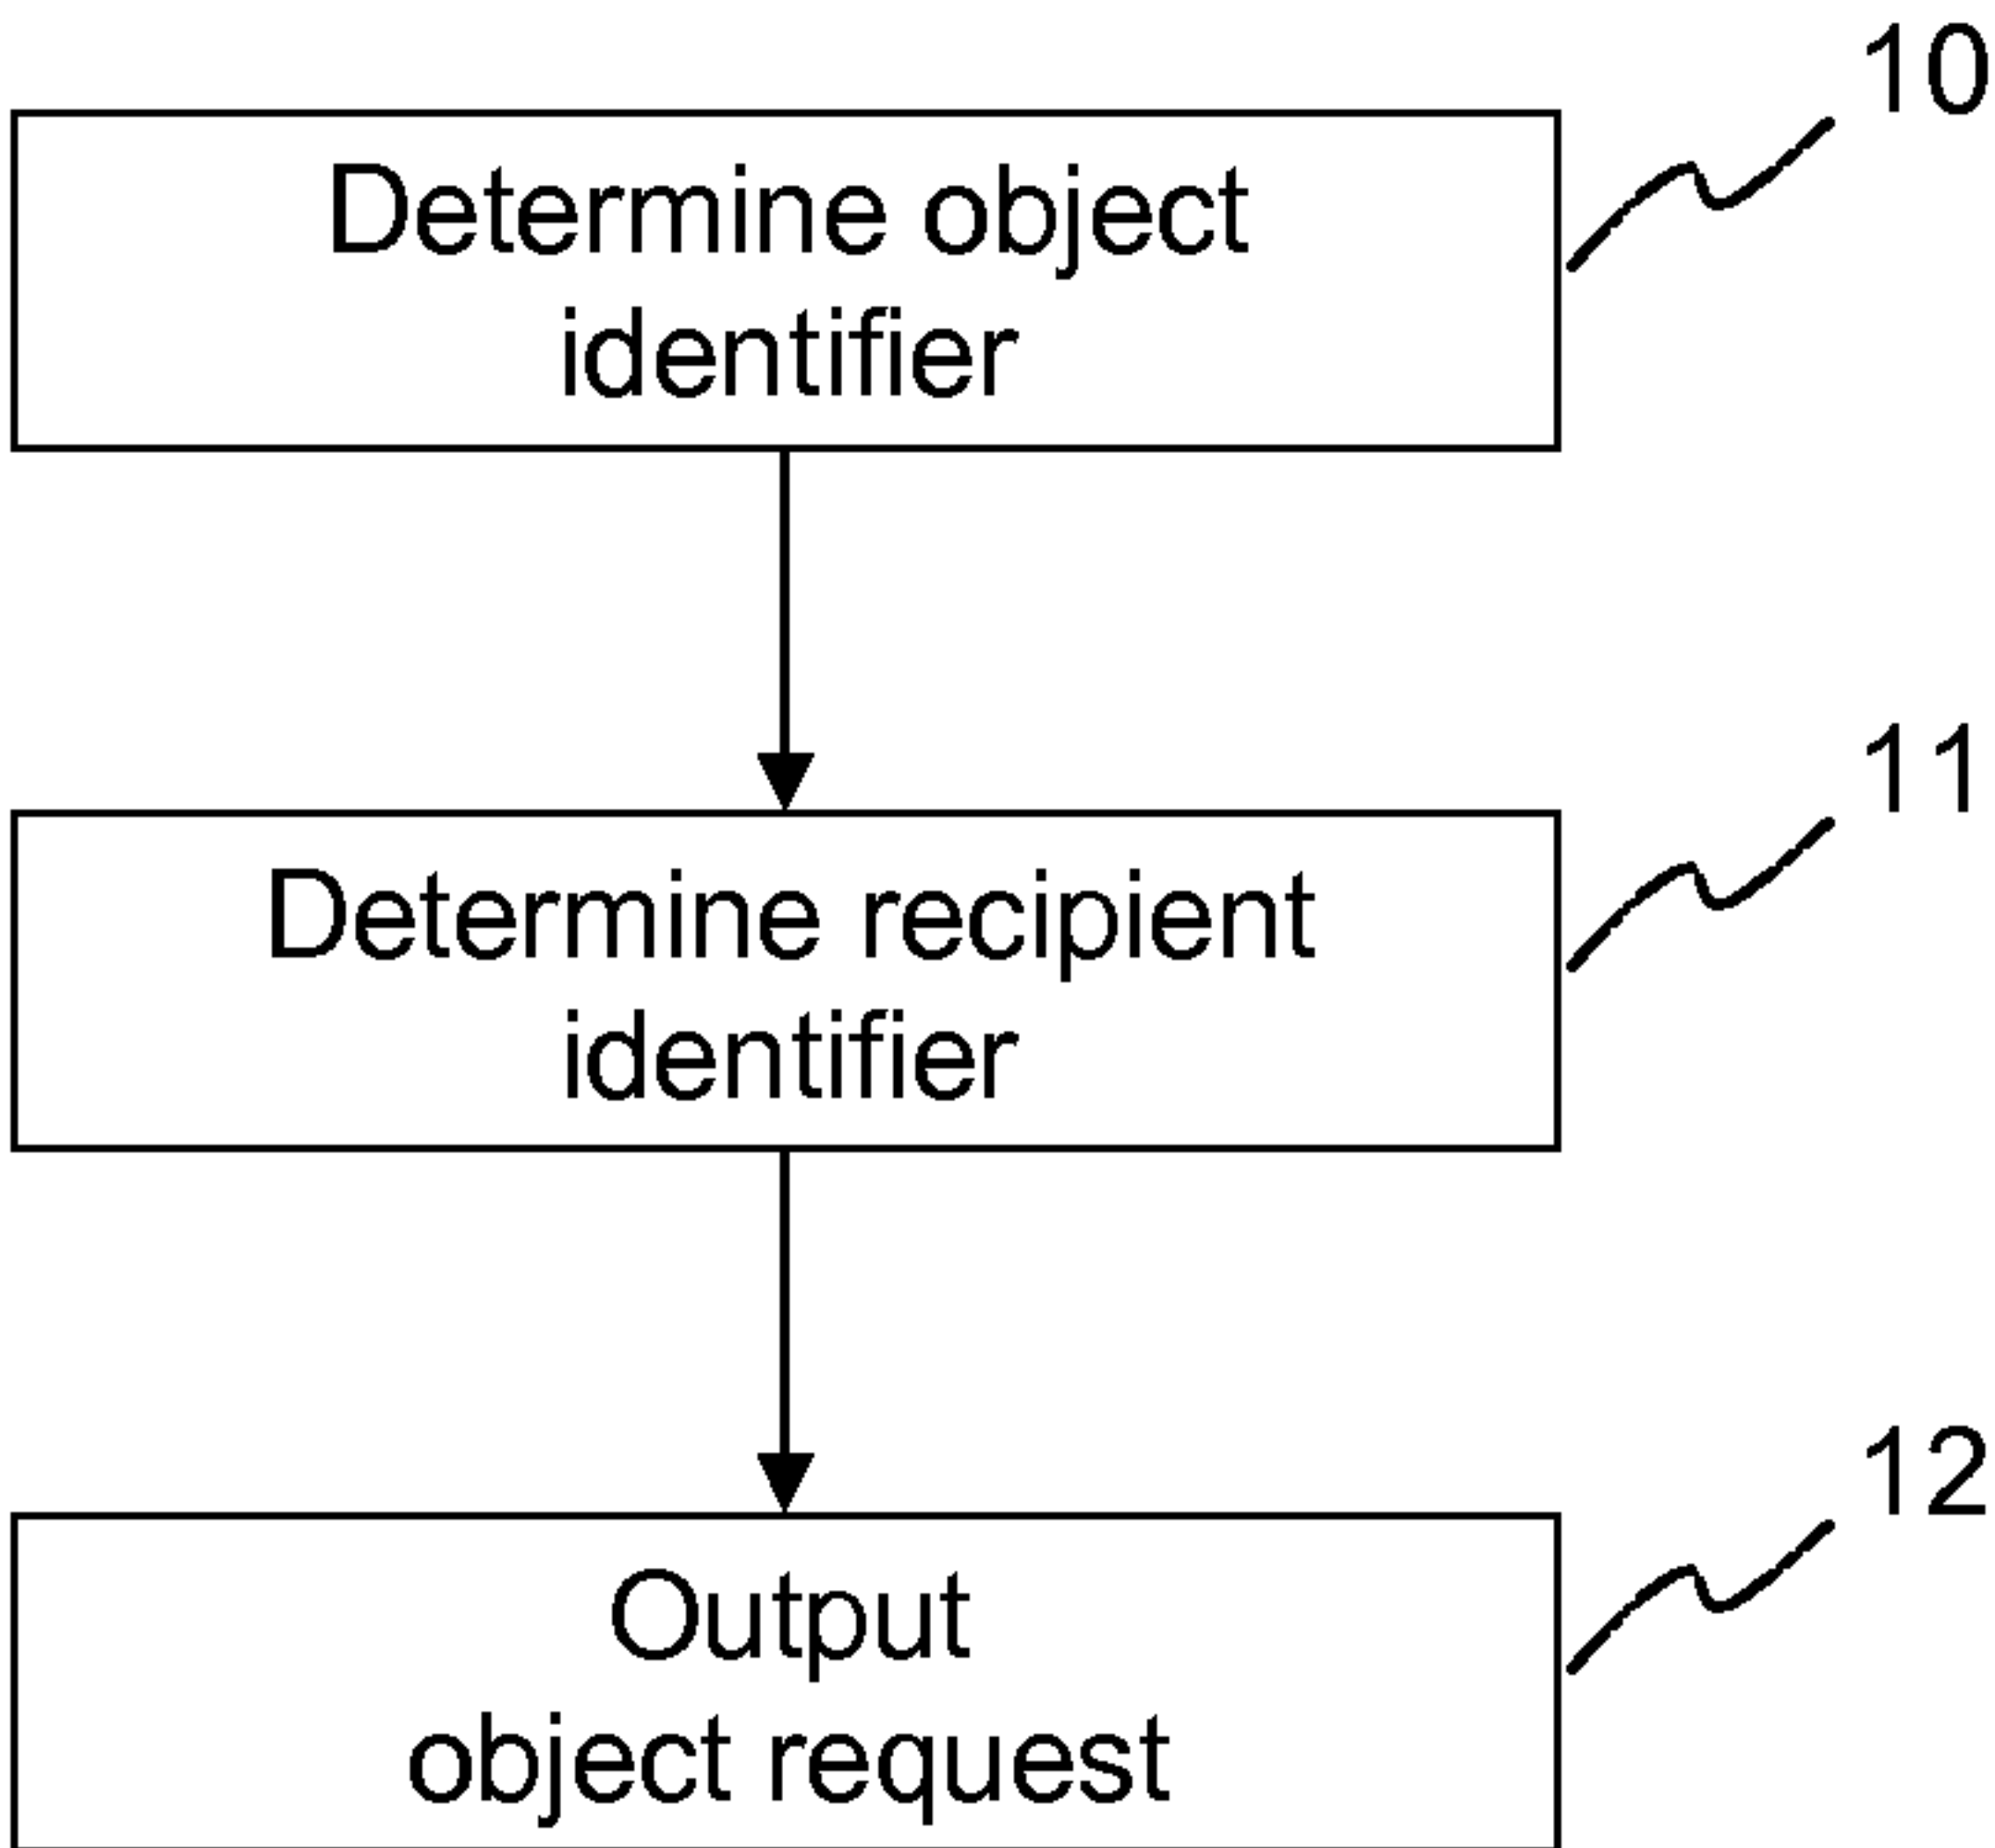 10
Determine object
identifier
11
Determine recipient
identifier
12
Output
object request